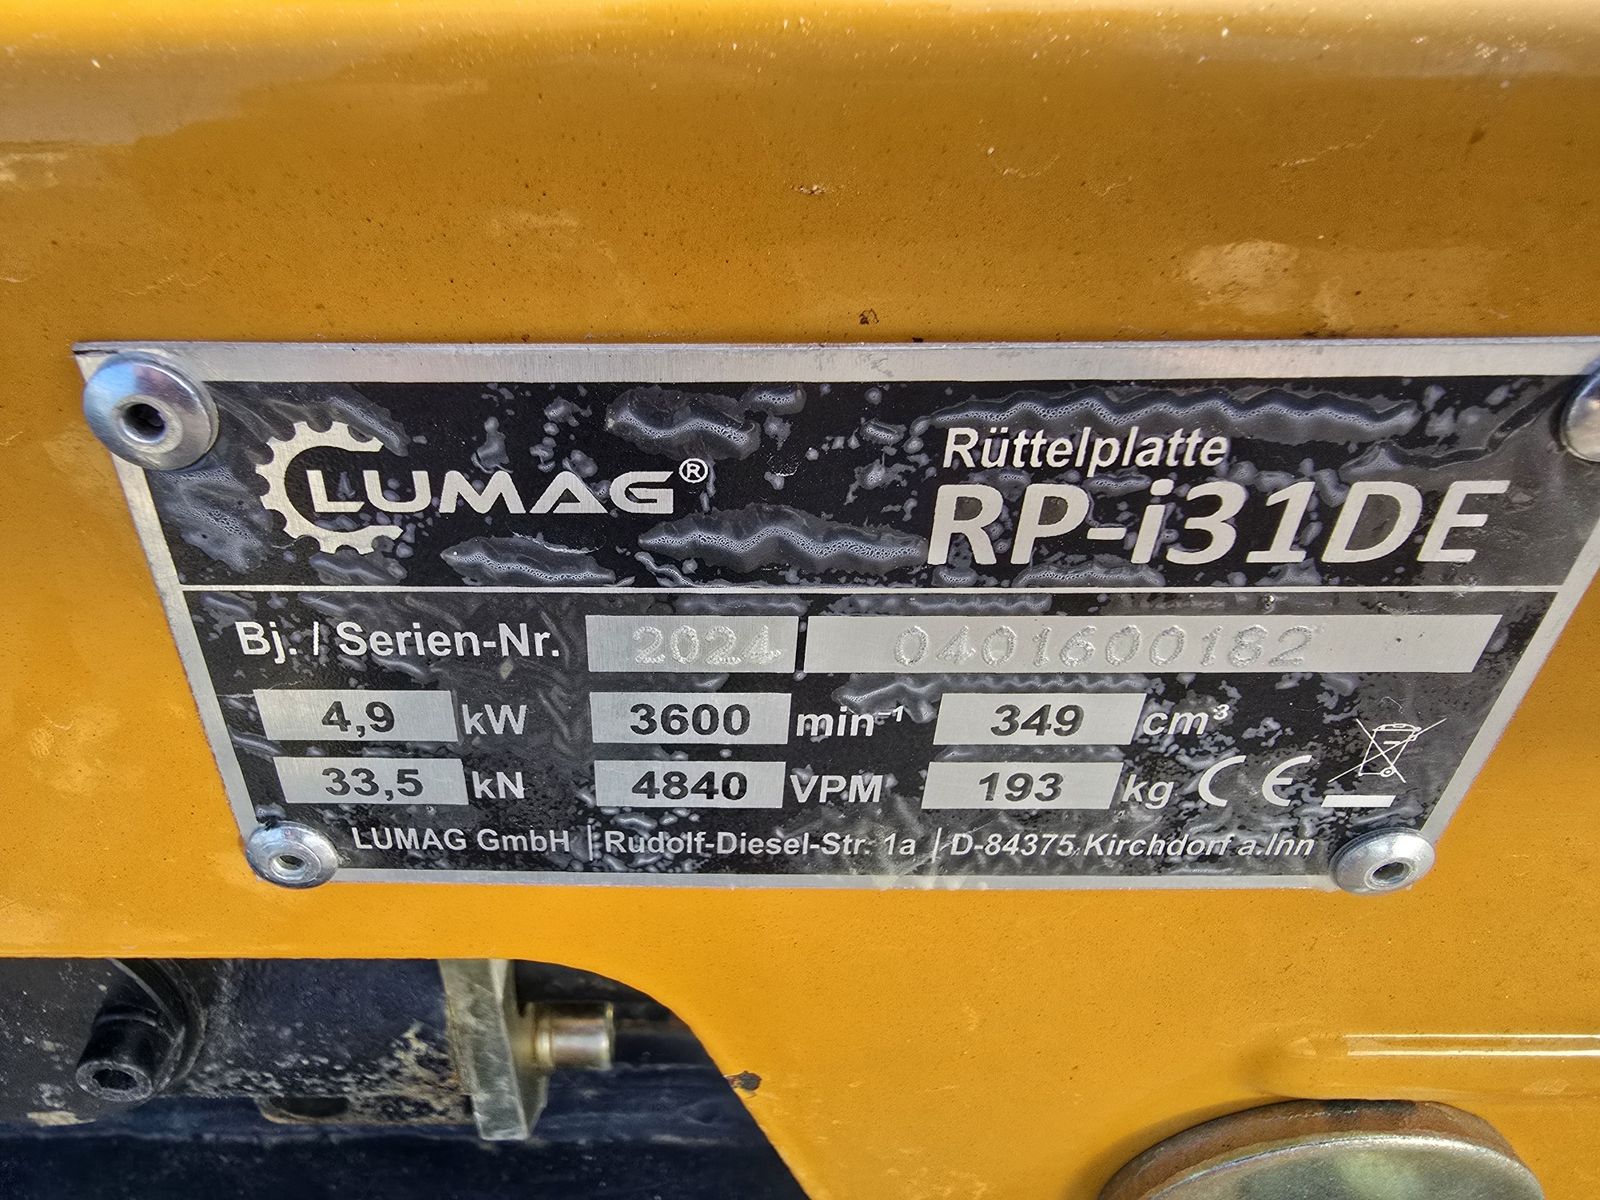 LUMAG®
Rüttelplatte
RP-i31DE
Bj. / Serien-Nr. 2024 0401600182
4,9 kW 3600 min⁻¹ 349 cm³
33,5 kN 4840 VPM 193 kg CE
LUMAG GmbH | Rudolf-Diesel-Str. 1a | D-84375 Kirchdorf a.Inn